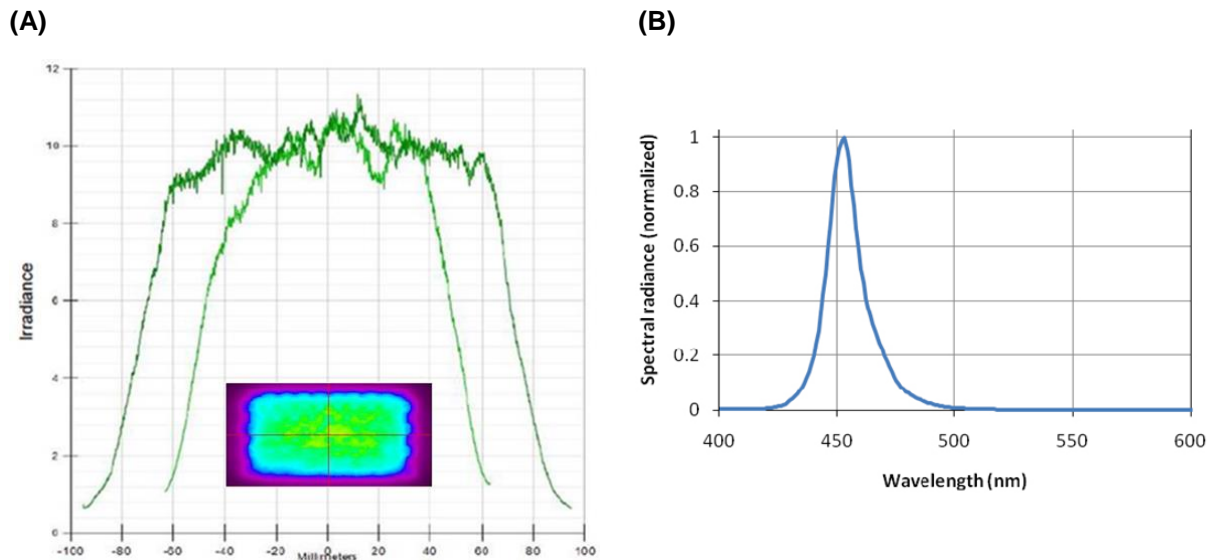 (A)
12
10
8
6
4
2
0
Irradiance
-100 -80 -50 -40 -20 0 20 40 60 80 100
Millimeters
(B)
1
0.8
0.6
0.4
0.2
0
Spectral radiance (normalized)
400 450 500 550 600
Wavelength (nm)